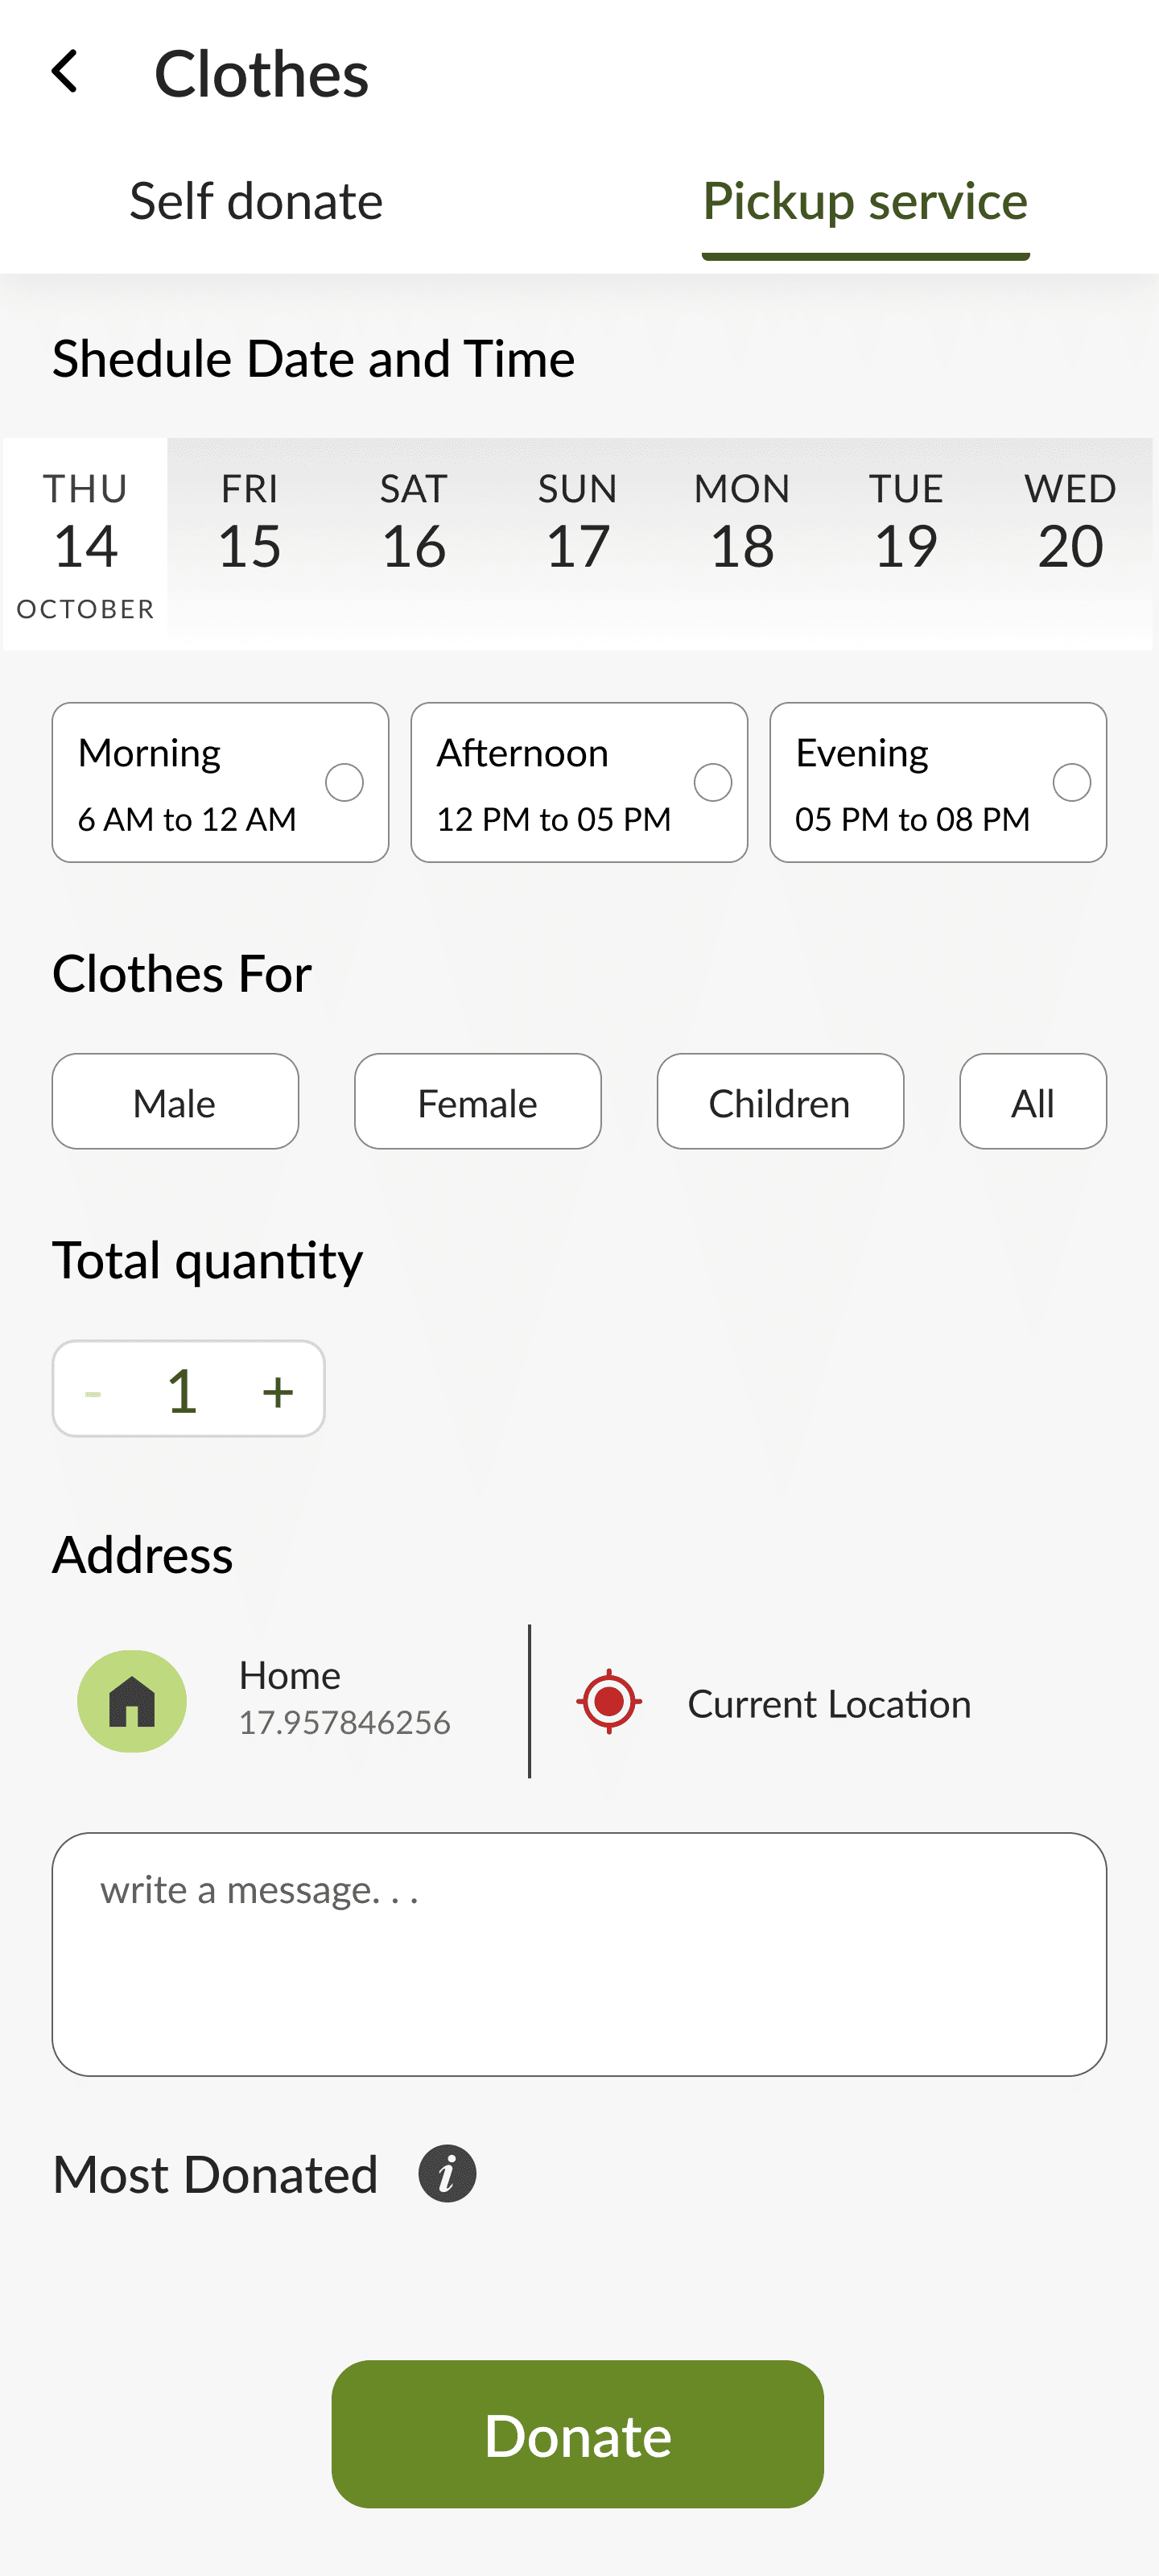 Clothes
Self donate
Pickup service
Shedule Date and Time
THU FRI SAT SUN MON TUE WED
14 15 16 17 18 19 20
OCTOBER
Morning
6 AM to 12 AM
Afternoon
12 PM to 05 PM
Evening
05 PM to 08 PM
Clothes For
Male
Female
Children
All
Total quantity
- 1 +
Address
Home
17.957846256
Current Location
write a message. . .
Most Donated i
Donate